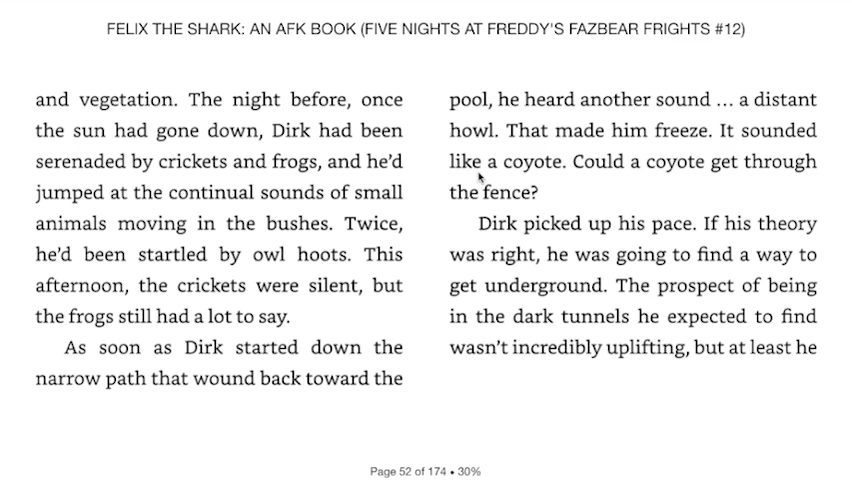 FELIX THE SHARK: AN AFK BOOK (FIVE NIGHTS AT FREDDY'S FAZBEAR FRIGHTS #12)
and vegetation. The night before, once
the sun had gone down, Dirk had been
serenaded by crickets and frogs, and he’d
jumped at the continual sounds of small
animals moving in the bushes. Twice,
he’d been startled by owl hoots. This
afternoon, the crickets were silent, but
the frogs still had a lot to say.
As soon as Dirk started down the
narrow path that wound back toward the
pool, he heard another sound … a distant
howl. That made him freeze. It sounded
like a coyote. Could a coyote get through
the fence?
Dirk picked up his pace. If his theory
was right, he was going to find a way to
get underground. The prospect of being
in the dark tunnels he expected to find
wasn’t incredibly uplifting, but at least he
Page 52 of 174 • 30%